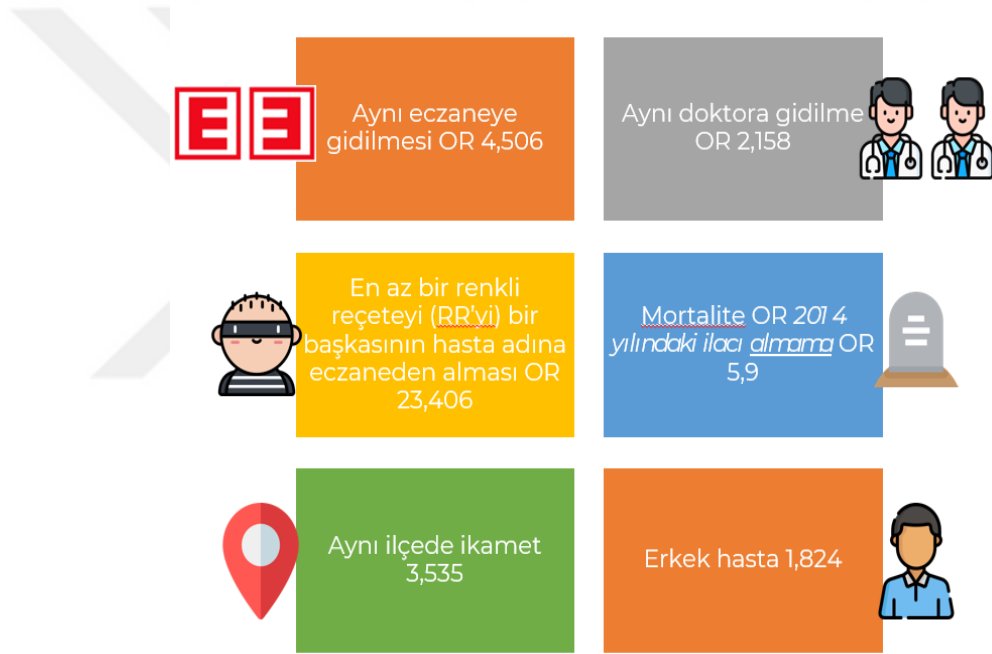 E E
Aynı eczaneye
gidilmesi OR 4,506
Aynı doktora gidilme
OR 2,158
En az bir renkli
reçeteyi (RR'yi) bir
başkasının hasta adına
eczaneden alması OR
23,406
Mortalite OR 2014
yılındaki ilacı almama OR
5,9
Aynı ilçede ikamet
3,535
Erkek hasta 1,824